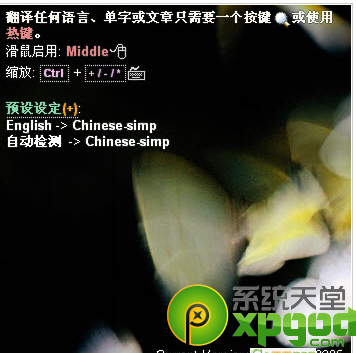 翻译任何语言、单字或文章只需要一个按键 或使用
热键。
滑鼠启用: Middle
缩放: Ctrl + + / - / *
预设设定(+):
English -> Chinese-simp
自动检测 -> Chinese-simp
系统天堂
xpgod
.com